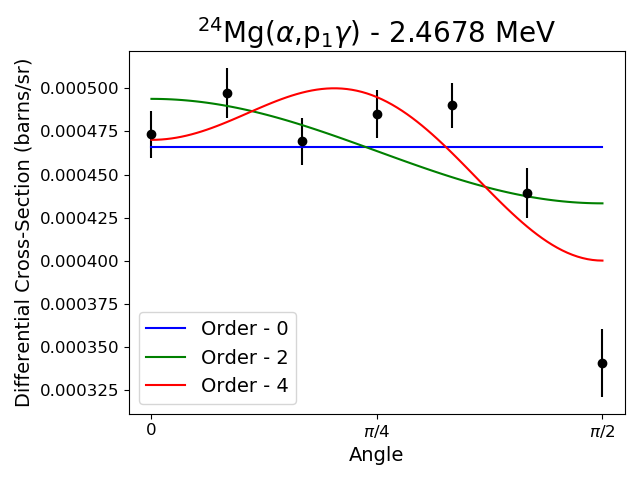 ²⁴Mg(α,p₁γ) - 2.4678 MeV
Differential Cross-Section (barns/sr)
0.000500
0.000475
0.000450
0.000425
0.000400
0.000375
0.000350
0.000325
Order - 0
Order - 2
Order - 4
0 π/4 π/2
Angle